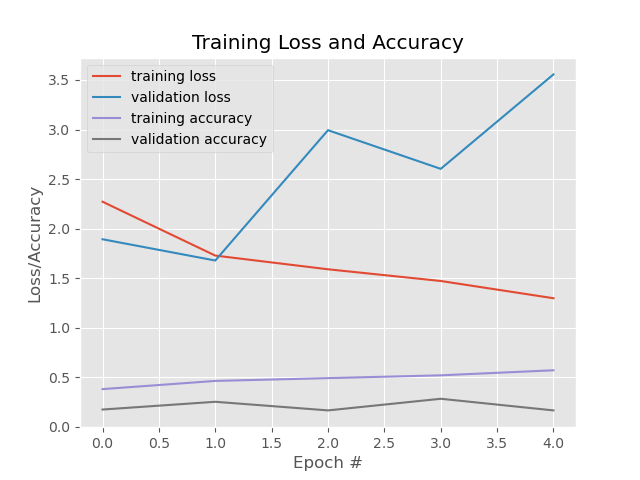 Training Loss and Accuracy
training loss
validation loss
training accuracy
validation accuracy
3.5
3.0
2.5
2.0
1.5
1.0
0.5
0.0
Loss/Accuracy
0.0 0.5 1.0 1.5 2.0 2.5 3.0 3.5 4.0
Epoch #